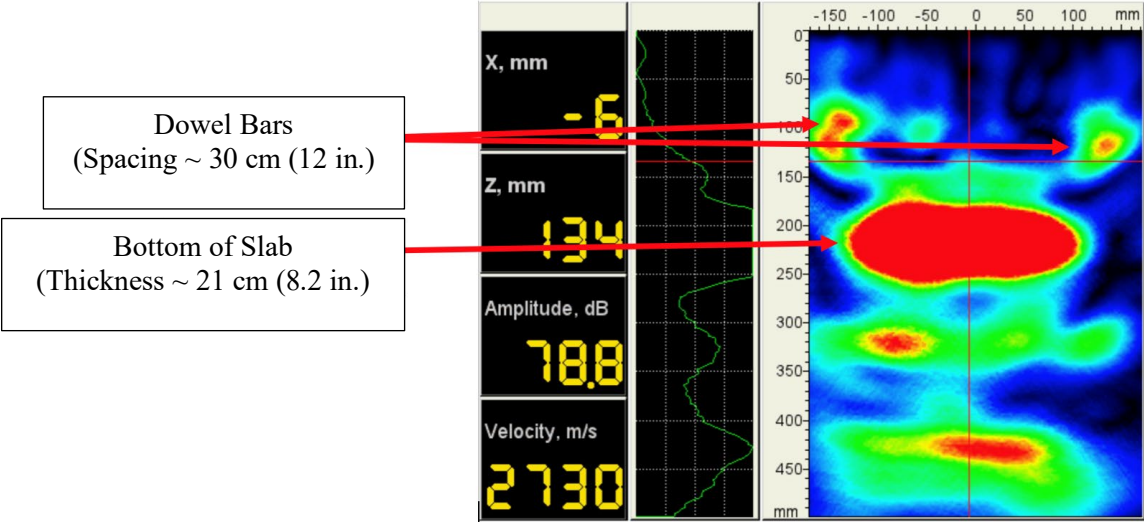 Dowel Bars
(Spacing ~ 30 cm (12 in.)
Bottom of Slab
(Thickness ~ 21 cm (8.2 in.)
X, mm
-6
Z, mm
134
Amplitude, dB
78.8
Velocity, m/s
2730
-150 -100 -50 0 50 100 mm
0
50
100
150
200
250
300
350
400
450
mm